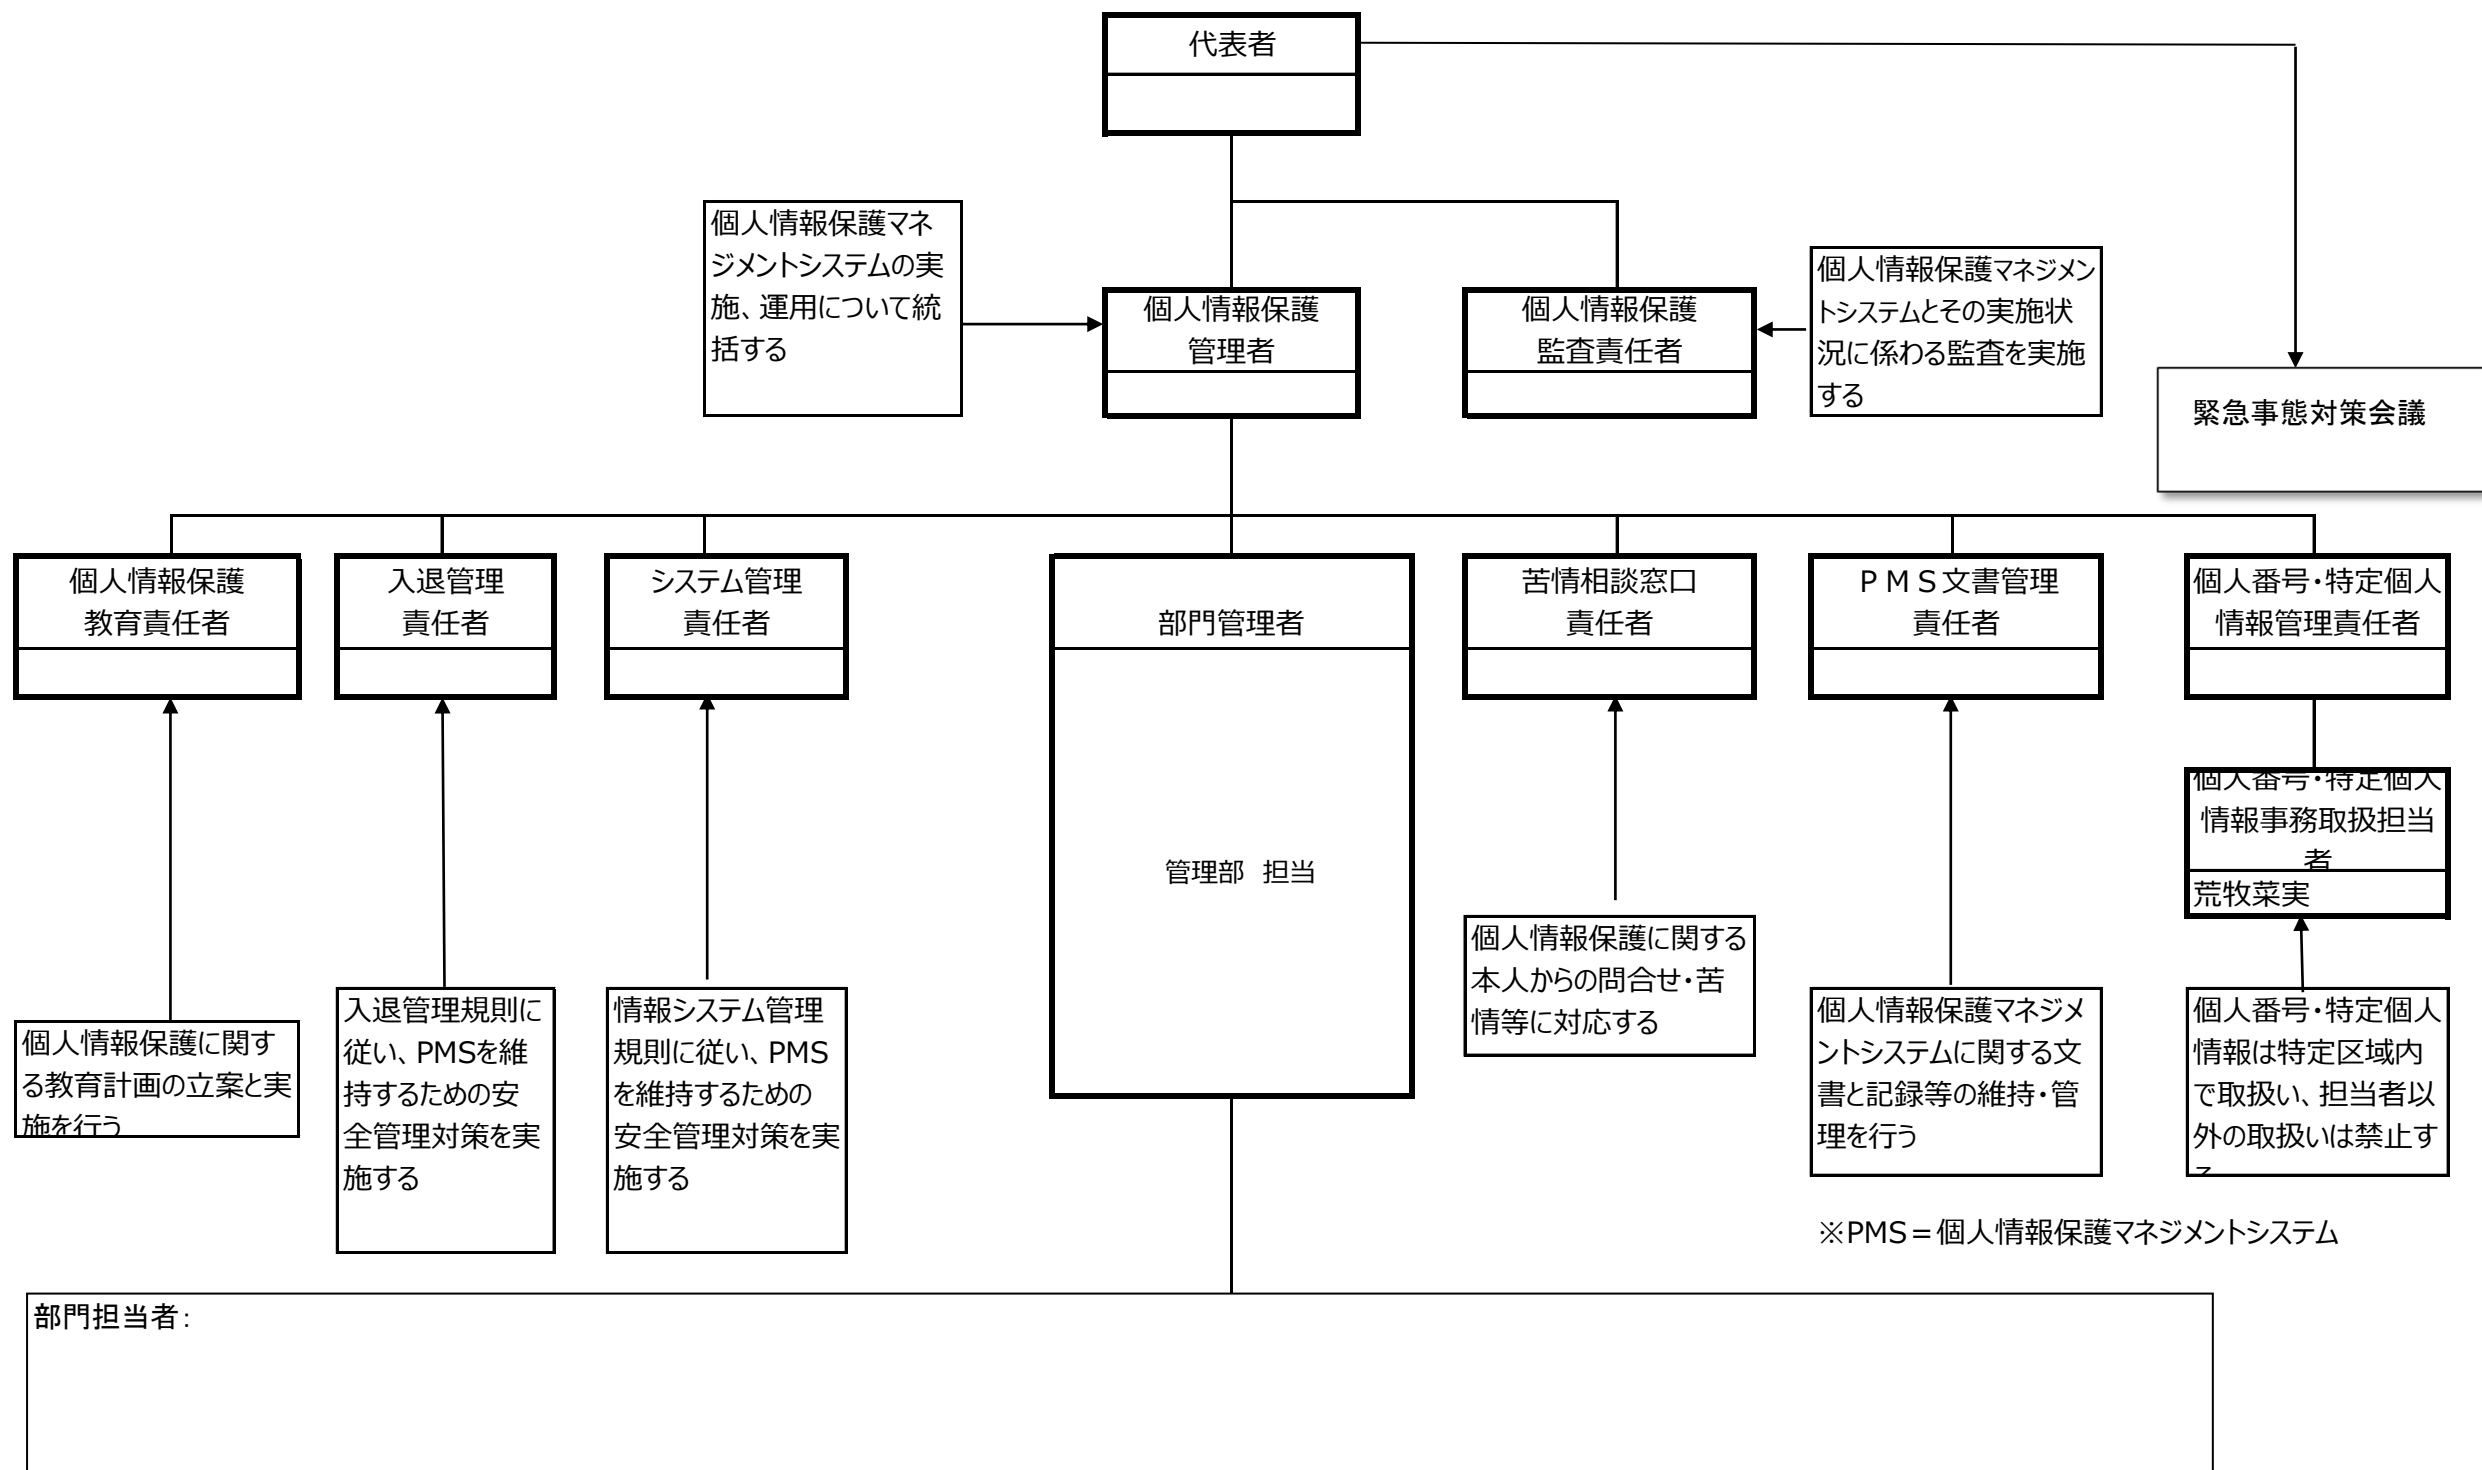 代表者
個人情報保護マネ
ジメントシステムの実
施、運用について統
括する
個人情報保護
管理者
個人情報保護
監査責任者
個人情報保護マネジメン
トシステムとその実施状
況に係わる監査を実施
する
緊急事態対策会議
個人情報保護
教育責任者
入退管理
責任者
システム管理
責任者
部門管理者
管理部　担当
苦情相談窓口
責任者
ＰＭＳ文書管理
責任者
個人番号・特定個人
情報管理責任者
個人番号・特定個人
情報事務取扱担当
者
荒牧菜実
個人情報保護に関す
る教育計画の立案と実
施を行う
入退管理規則に
従い、PMSを維
持するための安
全管理対策を実
施する
情報システム管理
規則に従い、PMS
を維持するための
安全管理対策を実
施する
個人情報保護に関する
本人からの問合せ・苦
情等に対応する
個人情報保護マネジメ
ントシステムに関する文
書と記録等の維持・管
理を行う
個人番号・特定個人
情報は特定区域内
で取扱い、担当者以
外の取扱いは禁止す
る
※PMS＝個人情報保護マネジメントシステム
部門担当者：